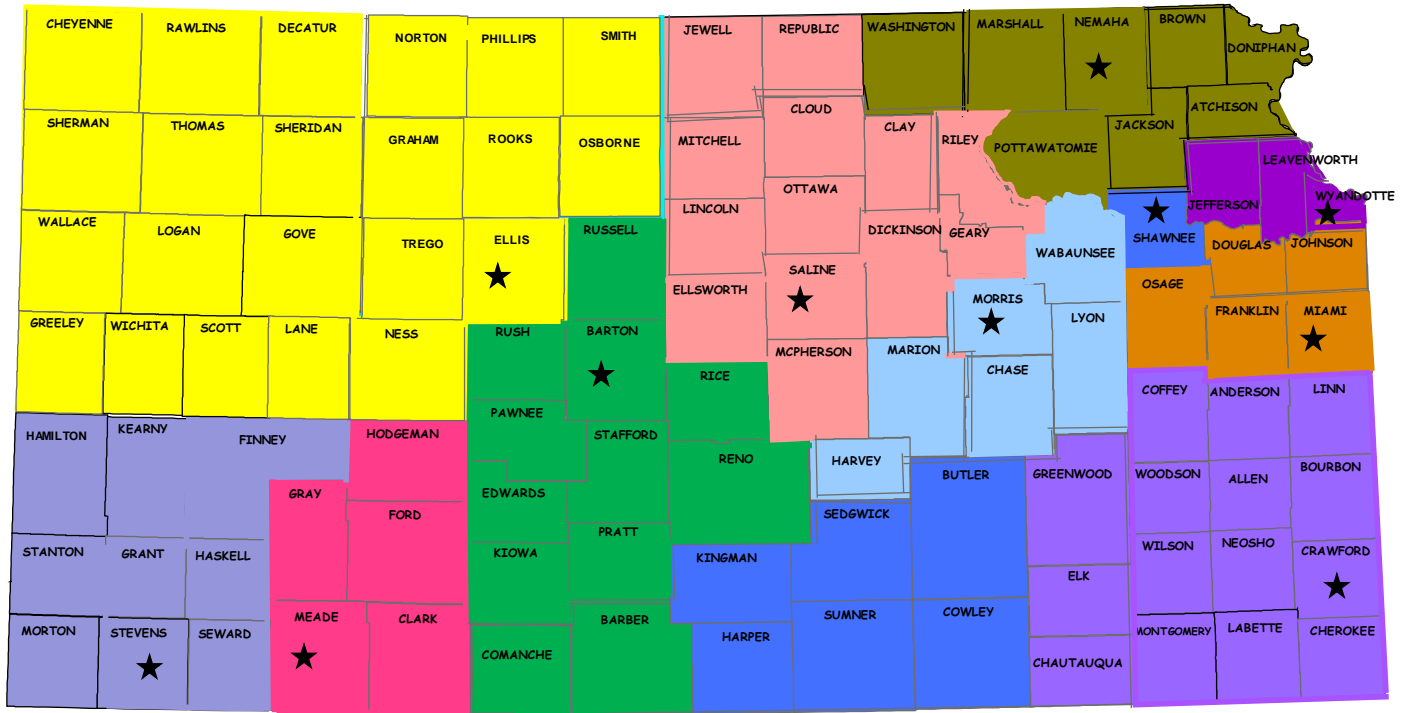 CHEYENNE
RAWLINS
DECATUR
NORTON
PHILLIPS
SMITH
JEWELL
REPUBLIC
WASHINGTON
MARSHALL
NEMAHA
BROWN
DONIPHAN
SHERMAN
THOMAS
SHERIDAN
GRAHAM
ROOKS
OSBORNE
MITCHELL
CLOUD
CLAY
RILEY
POTTAWATOMIE
JACKSON
ATCHISON
LEAVENWORTH
WYANDOTTE
WALLACE
LOGAN
GOVE
TREGO
ELLIS
RUSSELL
LINCOLN
OTTAWA
DICKINSON
GEARY
WABAUNSEE
SHAWNEE
JEFFERSON
DOUGLAS
JOHNSON
GREELEY
WICHITA
SCOTT
LANE
NESS
RUSH
BARTON
ELLSWORTH
SALINE
MORRIS
LYON
OSAGE
FRANKLIN
MIAMI
MCPHERSON
MARION
CHASE
RICE
COFFEY
ANDERSON
LINN
HAMILTON
KEARNY
FINNEY
HODGEMAN
PAWNEE
STAFFORD
RENO
HARVEY
BUTLER
GREENWOOD
WOODSON
ALLEN
BOURBON
GRAY
FORD
EDWARDS
PRATT
SEDGWICK
STANTON
GRANT
HASKELL
KIOWA
KINGMAN
ELK
WILSON
NEOSHO
CRAWFORD
MORTON
STEVENS
SEWARD
MEADE
CLARK
COMANCHE
BARBER
HARPER
SUMNER
COWLEY
CHAUTAUQUA
MONTGOMERY
LABETTE
CHEROKEE